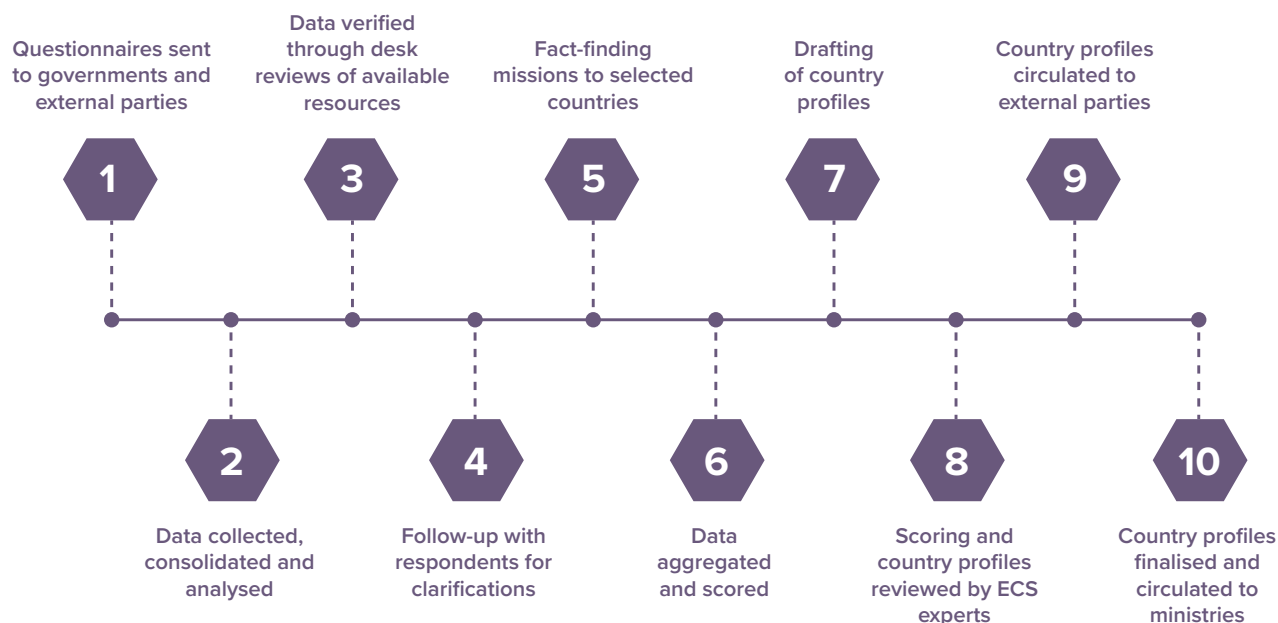 Questionnaires sent
to governments and
external parties
1
2
Data collected,
consolidated and
analysed
Data verified
through desk
reviews of available
resources
3
4
Follow-up with
respondents for
clarifications
Fact-finding
missions to selected
countries
5
6
Data
aggregated
and scored
Drafting
of country
profiles
7
8
Scoring and
country profiles
reviewed by ECS
experts
Country profiles
circulated to
external parties
9
10
Country profiles
finalised and
circulated to
ministries